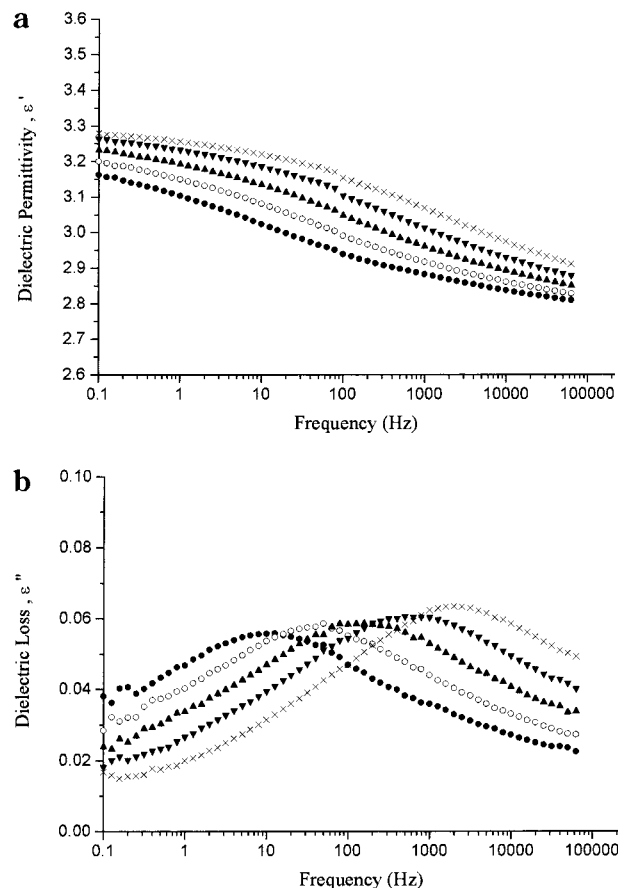 a
3.6
3.5
3.4
3.3
3.2
3.1
3.0
2.9
2.8
2.7
2.6
Dielectric Permittivity , ε'
0.1 1 10 100 1000 10000 100000
Frequency (Hz)
b
0.10
0.08
0.06
0.04
0.02
0.00
Dielectric Loss , ε"
0.1 1 10 100 1000 10000 100000
Frequency (Hz)